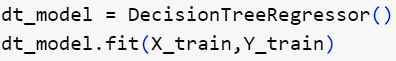 dt_model = DecisionTreeRegressor()
dt_model.fit(X_train,Y_train)